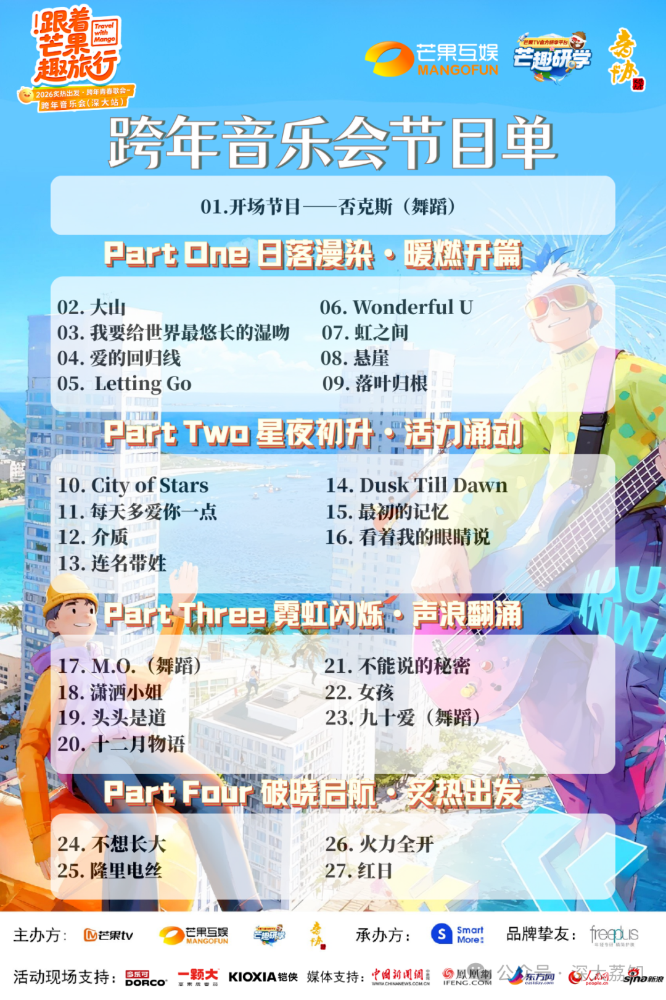 跟着
芒果
趣旅行
Travel
with
Mango
2026炙热出发·跨年青春歌会~
跨年音乐会(深大站)
芒果互娱
MANGOFUN
芒果TV官方研学平台
芒趣研学
音协
跨年音乐会节目单
01.开场节目——否克斯（舞蹈）
Part One 日落漫染·暖燃开篇
02. 大山
03. 我要给世界最悠长的湿吻
04. 爱的回归线
05. Letting Go
06. Wonderful U
07. 虹之间
08. 悬崖
09. 落叶归根
Part Two 星夜初升·活力涌动
10. City of Stars
11. 每天多爱你一点
12. 介质
13. 连名带姓
14. Dusk Till Dawn
15. 最初的记忆
16. 看着我的眼睛说
Part Three 霓虹闪烁·声浪翻涌
17. M.O.（舞蹈）
18. 潇洒小姐
19. 头头是道
20. 十二月物语
21. 不能说的秘密
22. 女孩
23. 九十爱（舞蹈）
Part Four 破晓启航·炙热出发
24. 不想长大
25. 隆里电丝
26. 火力全开
27. 红日
主办方: 芒果tv 芒果互娱 MANGOFUN 芒趣研学 音协 承办方: Smart More 品牌挚友: freeplus
年轻专研 精简护肤
活动现场支持: 多乐可 DORCO 一颗大 KIOXIA 铠侠 媒体支持: 中国新闻網 WWW.CHINANEWS.COM.CN 鳳凰網 IFENG.COM 东方网 eastday.com 人民网 people.cn sina新浪
公众号·深大荔知